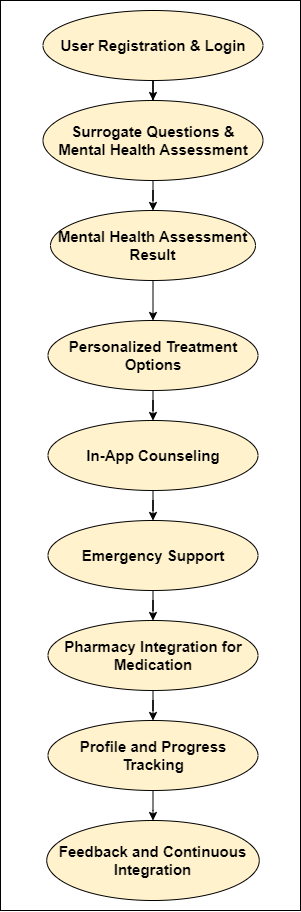 User Registration & Login
Surrogate Questions &
Mental Health Assessment
Mental Health Assessment
Result
Personalized Treatment
Options
In-App Counseling
Emergency Support
Pharmacy Integration for
Medication
Profile and Progress
Tracking
Feedback and Continuous
Integration